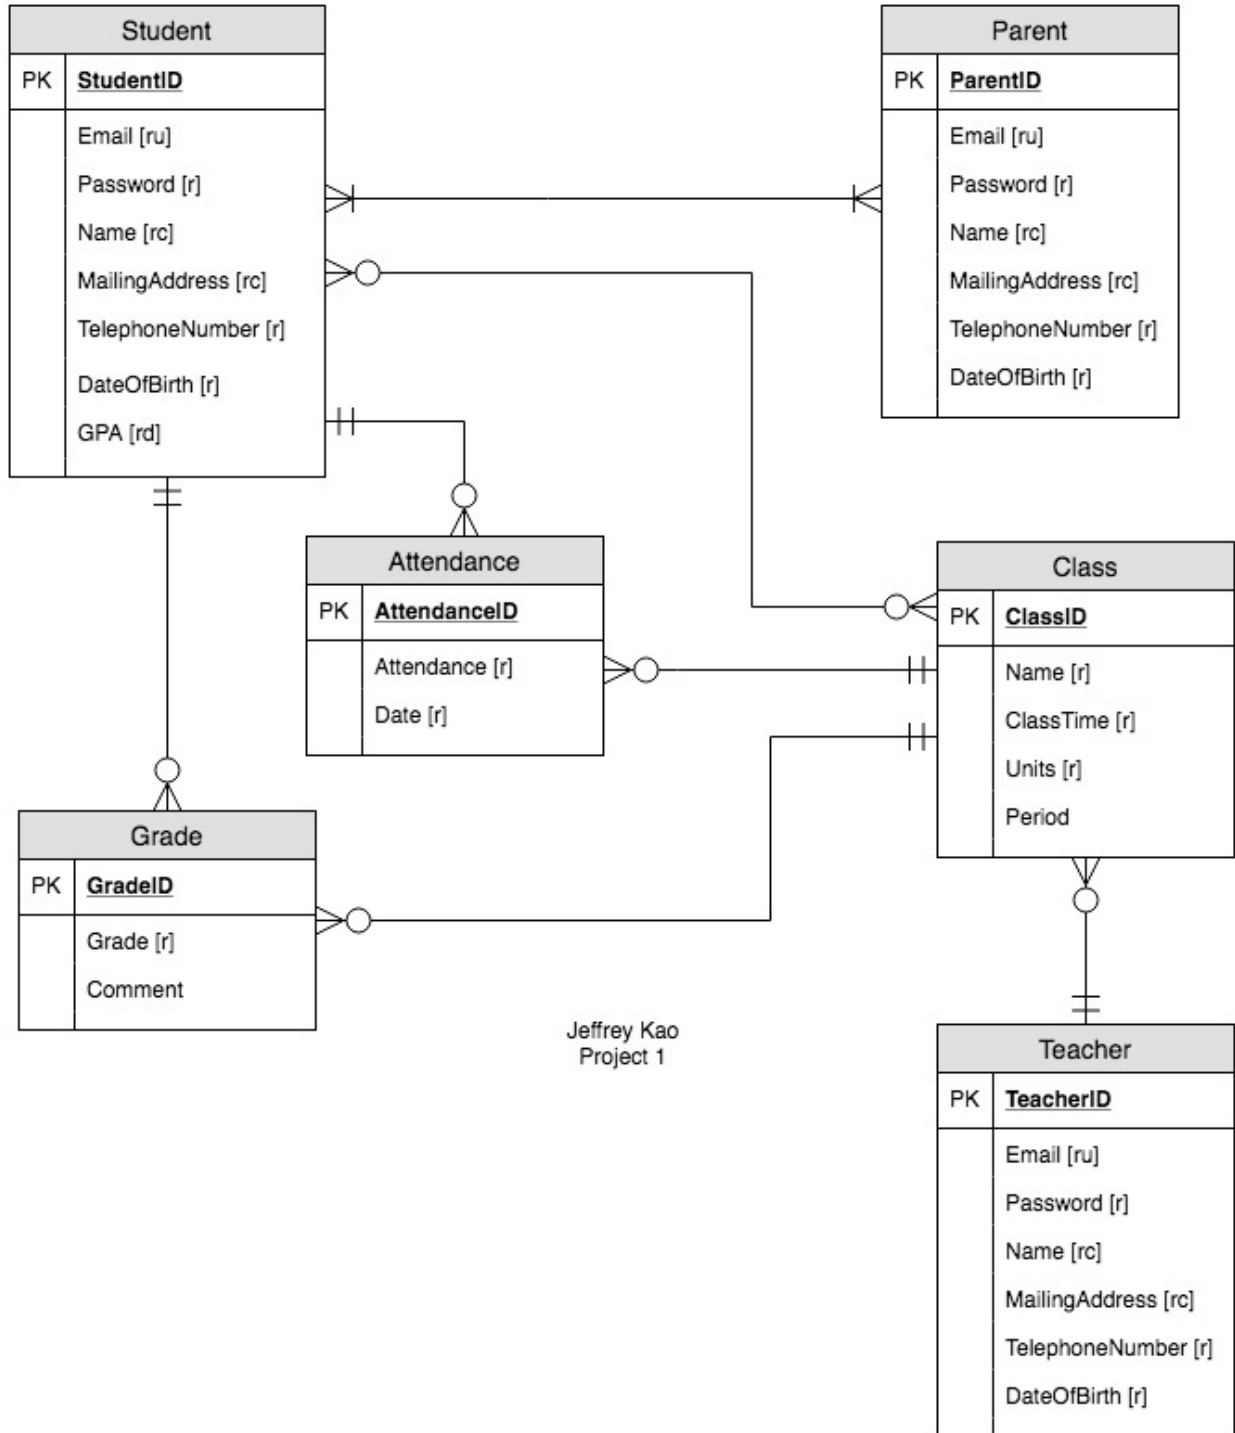 Student
PK StudentID
Email [ru]
Password [r]
Name [rc]
MailingAddress [rc]
TelephoneNumber [r]
DateOfBirth [r]
GPA [rd]
Parent
PK ParentID
Email [ru]
Password [r]
Name [rc]
MailingAddress [rc]
TelephoneNumber [r]
DateOfBirth [r]
Attendance
PK AttendanceID
Attendance [r]
Date [r]
Class
PK ClassID
Name [r]
ClassTime [r]
Units [r]
Period
Grade
PK GradeID
Grade [r]
Comment
Jeffrey Kao
Project 1
Teacher
PK TeacherID
Email [ru]
Password [r]
Name [rc]
MailingAddress [rc]
TelephoneNumber [r]
DateOfBirth [r]